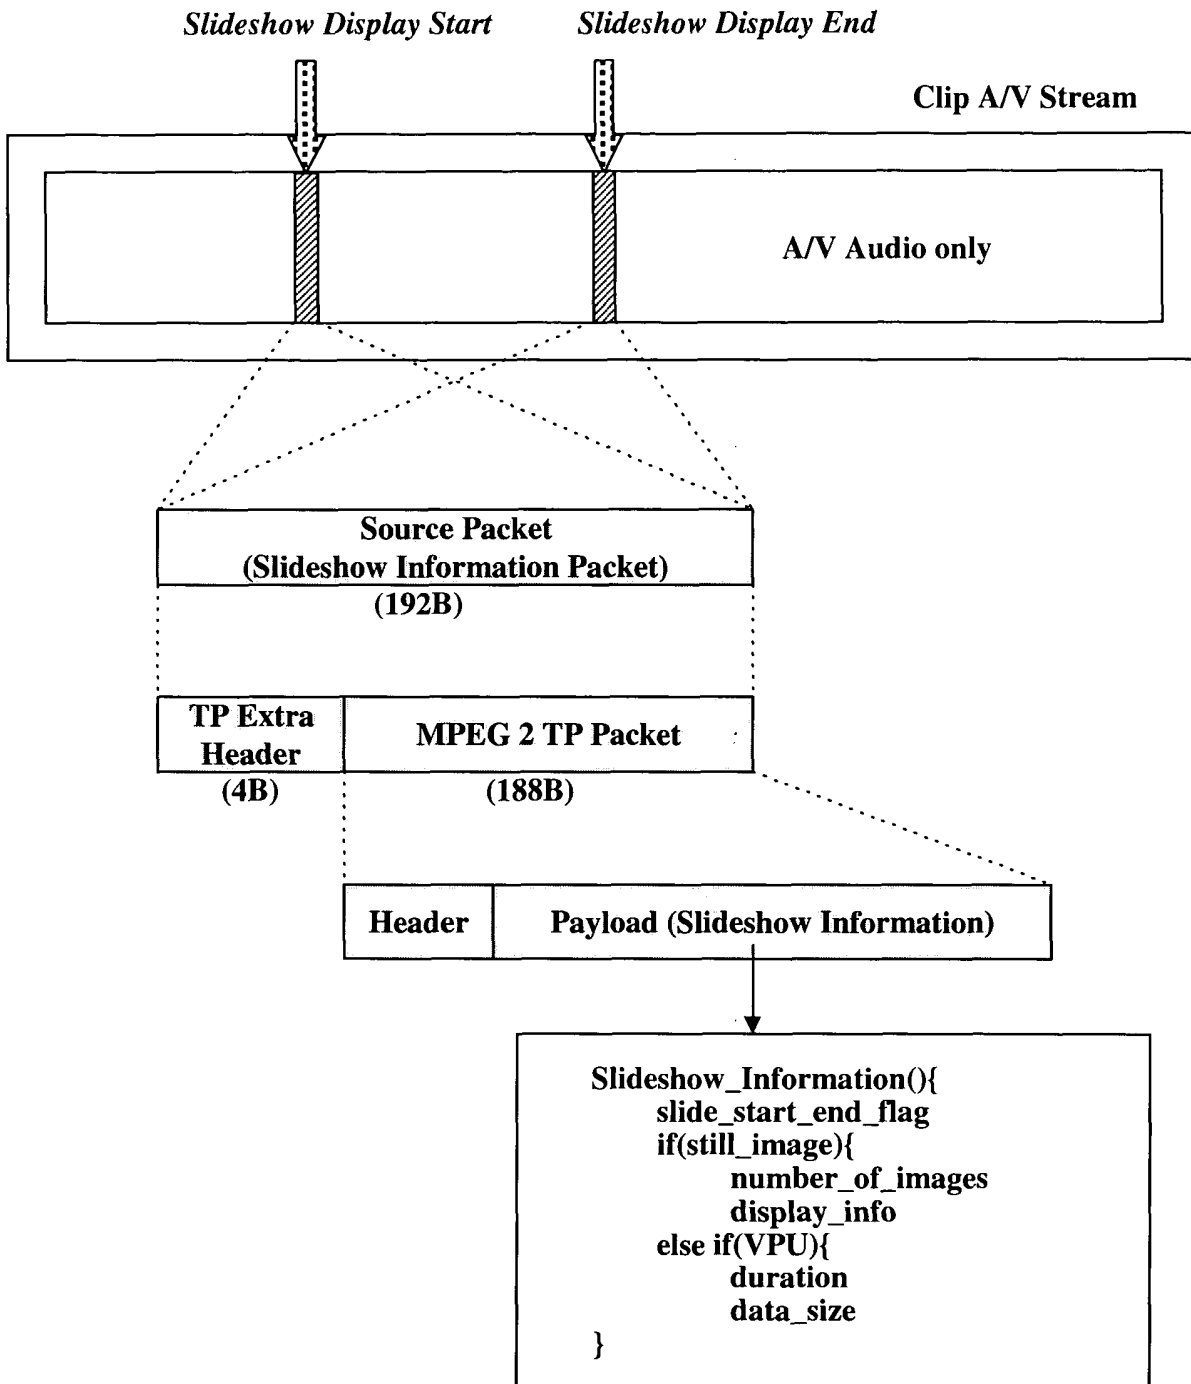 Slideshow Display Start
Slideshow Display End
Clip A/V Stream
A/V Audio only
Source Packet
(Slideshow Information Packet)
(192B)
TP Extra
Header
MPEG 2 TP Packet
(4B)
(188B)
Header
Payload (Slideshow Information)
Slideshow_Information(){
slide_start_end_flag
if(still_image){
number_of_images
display_info
else if(VPU){
duration
data_size
}